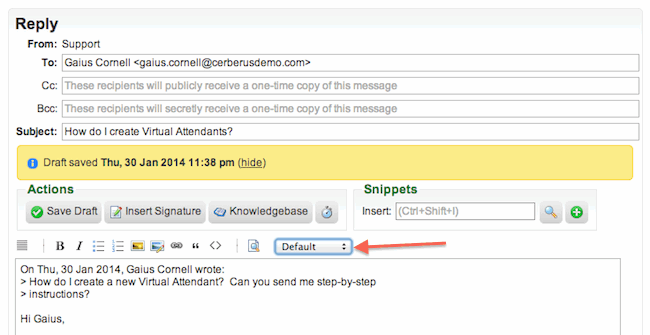 Reply
From: Support
To: Gaius Cornell <gaius.cornell@cerberusdemo.com>
Cc: These recipients will publicly receive a one-time copy of this message
Bcc: These recipients will secretly receive a one-time copy of this message
Subject: How do I create Virtual Attendants?
Draft saved Thu, 30 Jan 2014 11:38 pm (hide)
Actions Snippets
Save Draft Insert Signature Knowledgebase Insert: (Ctrl+Shift+I)
B I “ <> Default
On Thu, 30 Jan 2014, Gaius Cornell wrote:
> How do I create a new Virtual Attendant? Can you send me step-by-step
> instructions?
Hi Gaius,